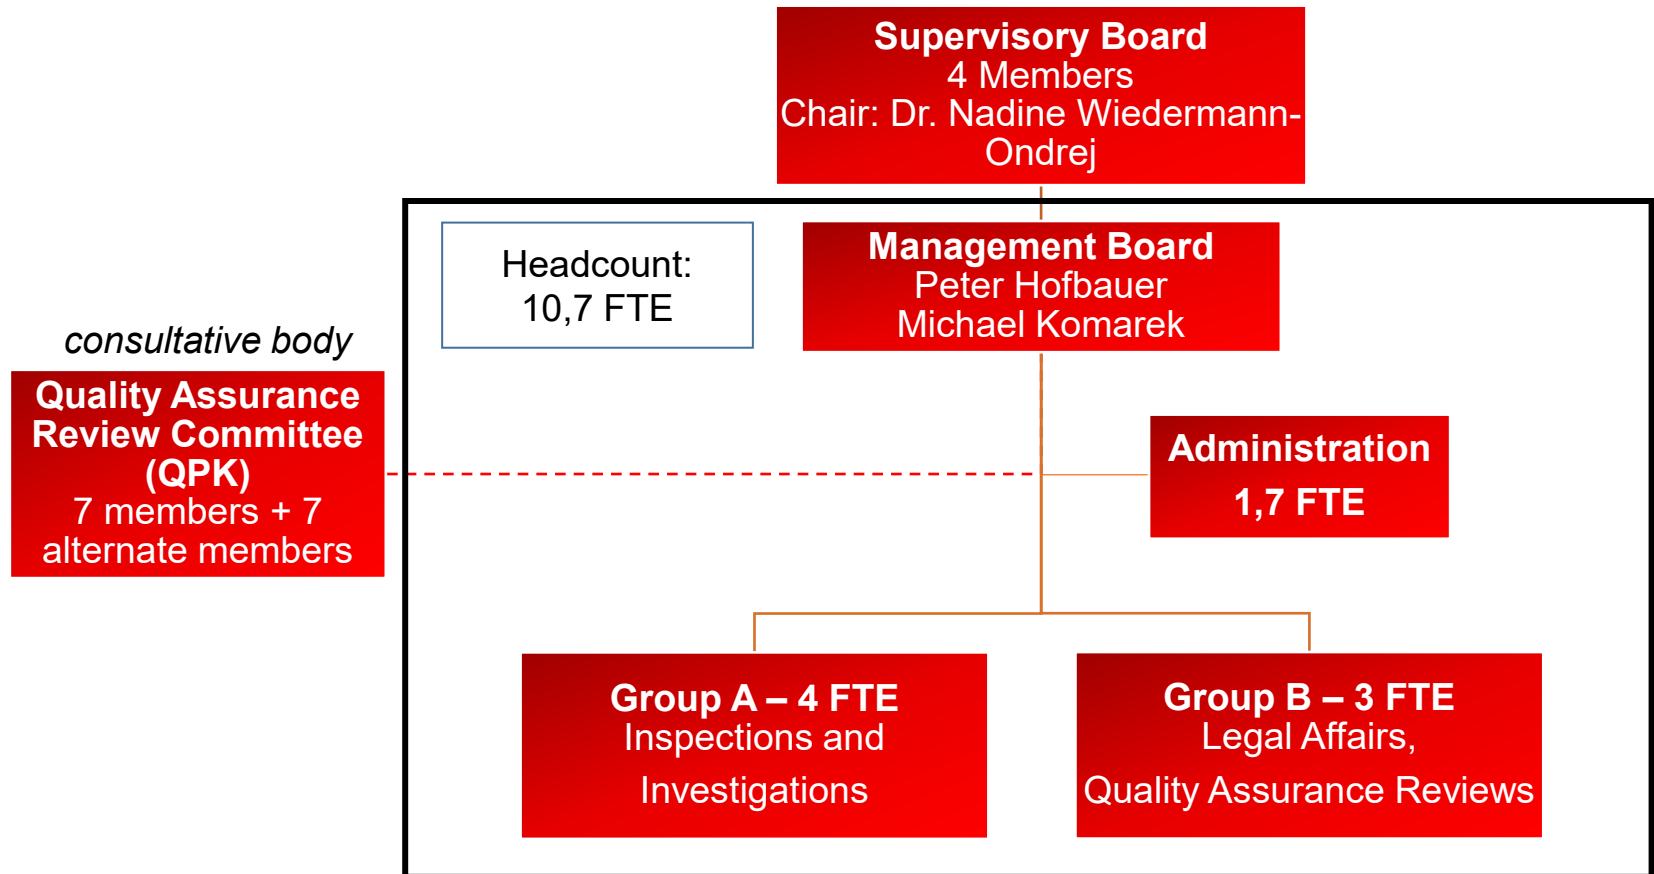 Supervisory Board
4 Members
Chair: Dr. Nadine Wiedermann-
Ondrej
Headcount:
10,7 FTE
Management Board
Peter Hofbauer
Michael Komarek
consultative body
Quality Assurance
Review Committee
(QPK)
7 members + 7
alternate members
Administration
1,7 FTE
Group A – 4 FTE
Inspections and
Investigations
Group B – 3 FTE
Legal Affairs,
Quality Assurance Reviews